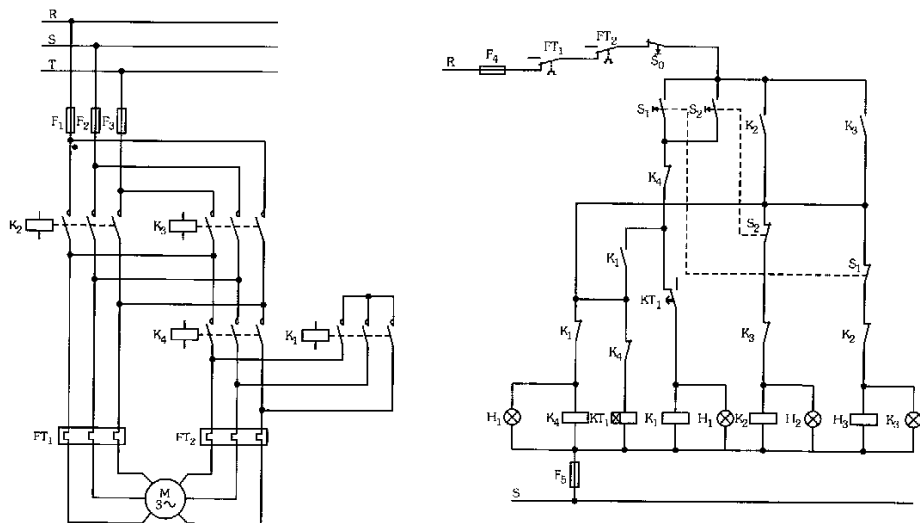 R
S
T
F1 F2 F3
K2
K3
K4
K1
FT1
FT2
M
3~
R
F4
FT1
FT2
S0
S1
S2
K2
K3
K4
S2
K1
S1
KT1
K1
K4
K3
K2
H1
K4
KT1
K1
H1
K2
H2
H3
K3
F5
S